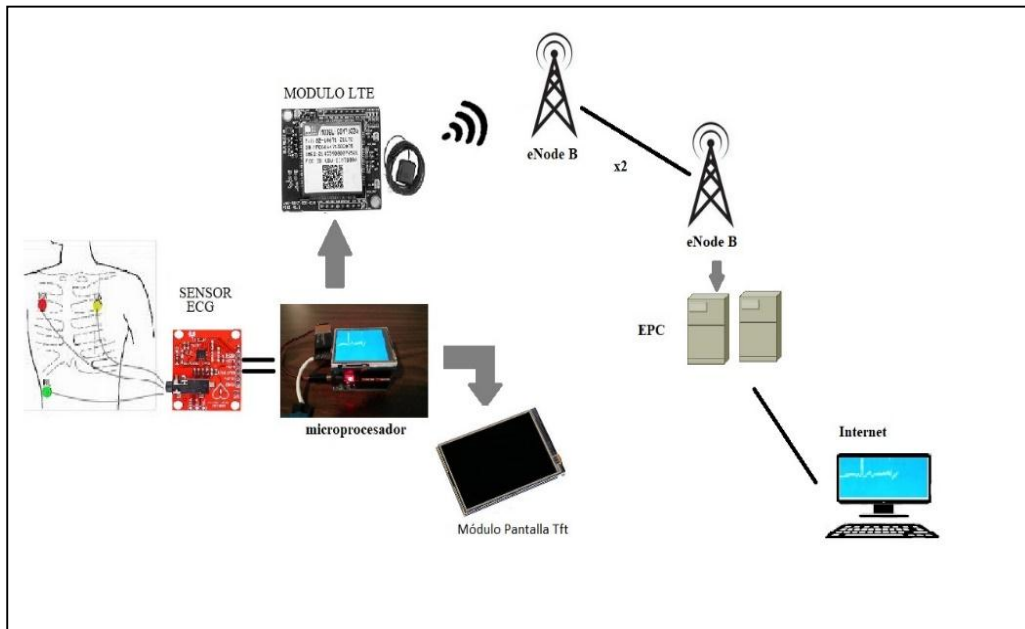 MODULO LTE
eNode B
x2
eNode B
SENSOR
ECG
EPC
microprocesador
Internet
Módulo Pantalla Tft